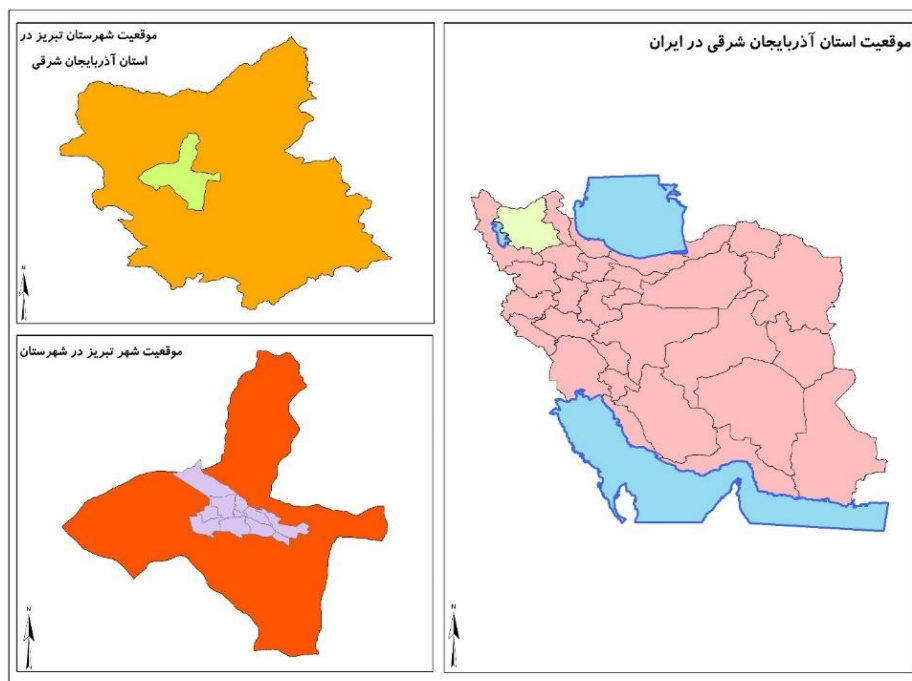 موقعیت استان آذربایجان شرقی در ایران
موقعیت شهرستان تبریز در
استان آذربایجان شرقی
N
موقعیت شهر تبریز در شهرستان
N
N